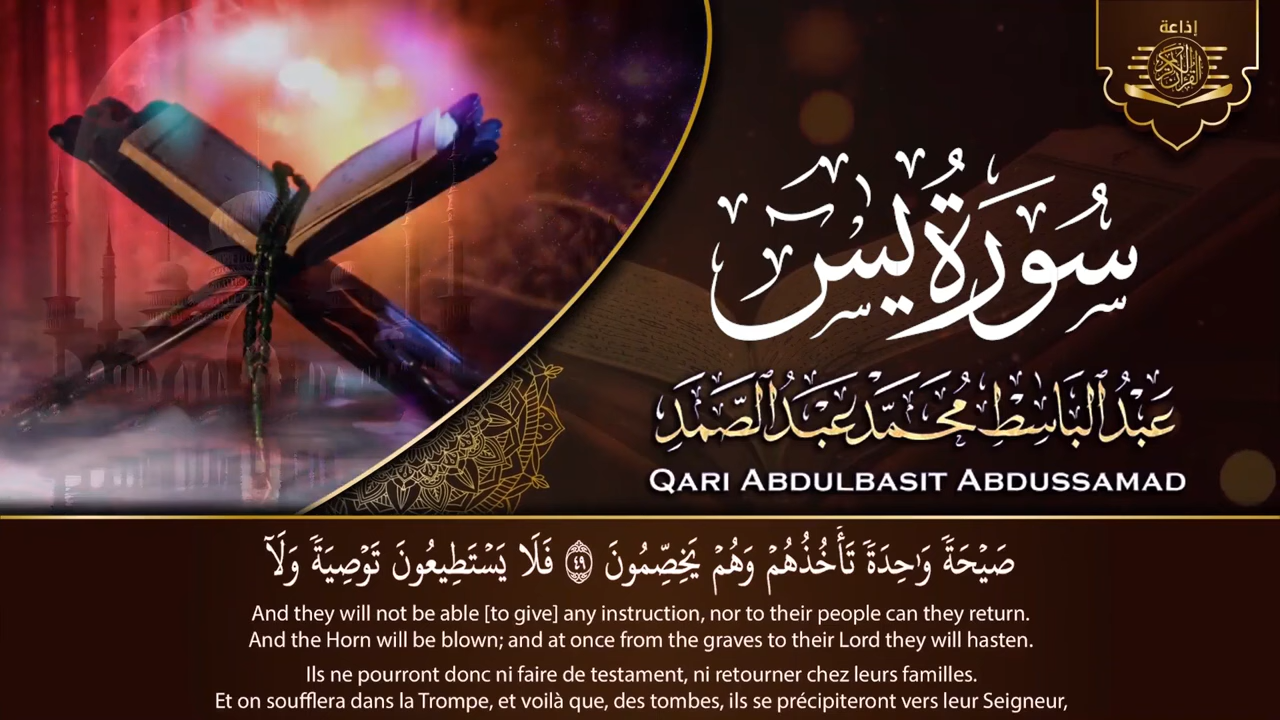 إذاعة
القرآن الكريم
سُورَةُ يس
عَبْدُ الْبَاسِطِ مُحَمَّدْ عَبْدُ الصَّمَدِ
QARI ABDULBASIT ABDUSSAMAD
صَيۡحَةٗ وَٰحِدَةٗ تَأۡخُذُهُمۡ وَهُمۡ يَخِصِّمُونَ ٤٩ فَلَا يَسۡتَطِيعُونَ تَوۡصِيَةٗ وَلَآ
And they will not be able [to give] any instruction, nor to their people can they return.
And the Horn will be blown; and at once from the graves to their Lord they will hasten.
Ils ne pourront donc ni faire de testament, ni retourner chez leurs familles.
Et on soufflera dans la Trompe, et voilà que, des tombes, ils se précipiteront vers leur Seigneur,